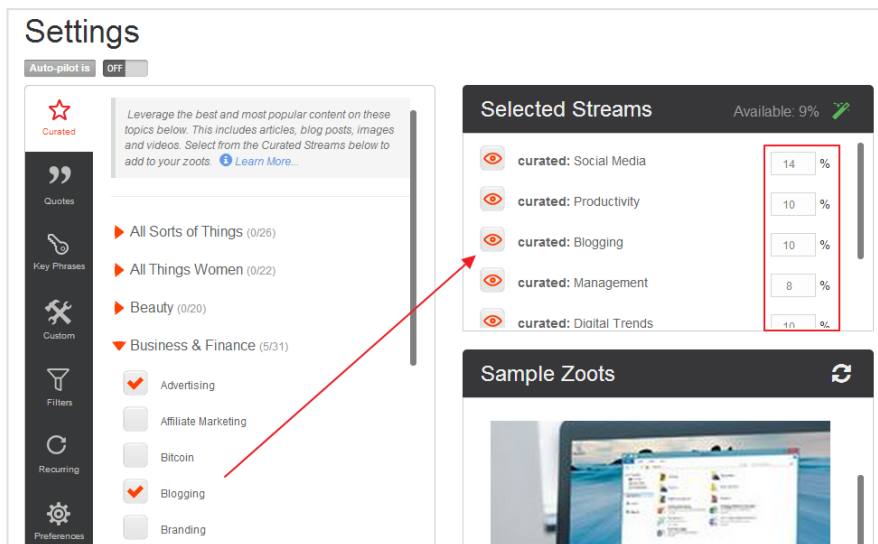 Settings
Auto-pilot is OFF
Curated
Quotes
Key Phrases
Custom
Filters
Recurring
Preferences
Leverage the best and most popular content on these
topics below. This includes articles, blog posts, images
and videos. Select from the Curated Streams below to
add to your zoots. Learn More...
All Sorts of Things (0/26)
All Things Women (0/22)
Beauty (0/20)
Business & Finance (5/31)
Advertising
Affiliate Marketing
Bitcoin
Blogging
Branding
Selected Streams Available: 9%
curated: Social Media 14 %
curated: Productivity 10 %
curated: Blogging 10 %
curated: Management 8 %
curated: Digital Trends 10 %
Sample Zoots